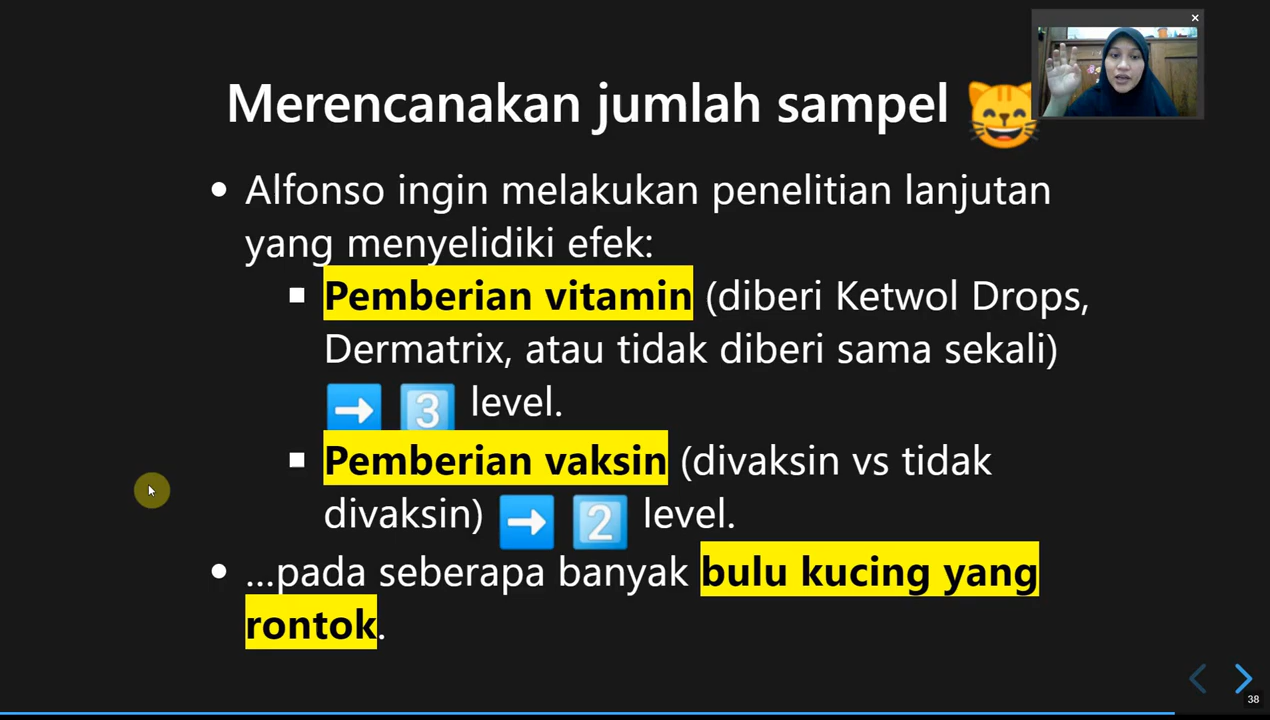 Merencanakan jumlah sampel 😸
• Alfonso ingin melakukan penelitian lanjutan
yang menyelidiki efek:
▪ Pemberian vitamin (diberi Ketwol Drops,
Dermatrix, atau tidak diberi sama sekali)
➡ 3 level.
▪ Pemberian vaksin (divaksin vs tidak
divaksin) ➡ 2 level.
• ...pada seberapa banyak bulu kucing yang
rontok.
38